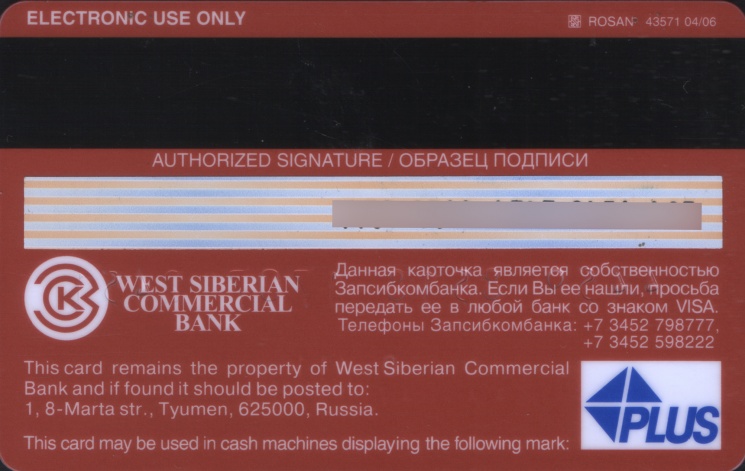 ELECTRONIC USE ONLY
ROSAN 43571 04/06
AUTHORIZED SIGNATURE / ОБРАЗЕЦ ПОДПИСИ
WEST SIBERIAN
COMMERCIAL
BANK
Данная карточка является собственностью
Запсибкомбанка. Если Вы ее нашли, просьба
передать ее в любой банк со знаком VISA.
Телефоны Запсибкомбанка: +7 3452 798777,
+7 3452 598222
This card remains the property of West Siberian Commercial
Bank and if found it should be posted to:
1, 8-Marta str., Tyumen, 625000, Russia.
This card may be used in cash machines displaying the following mark:
PLUS